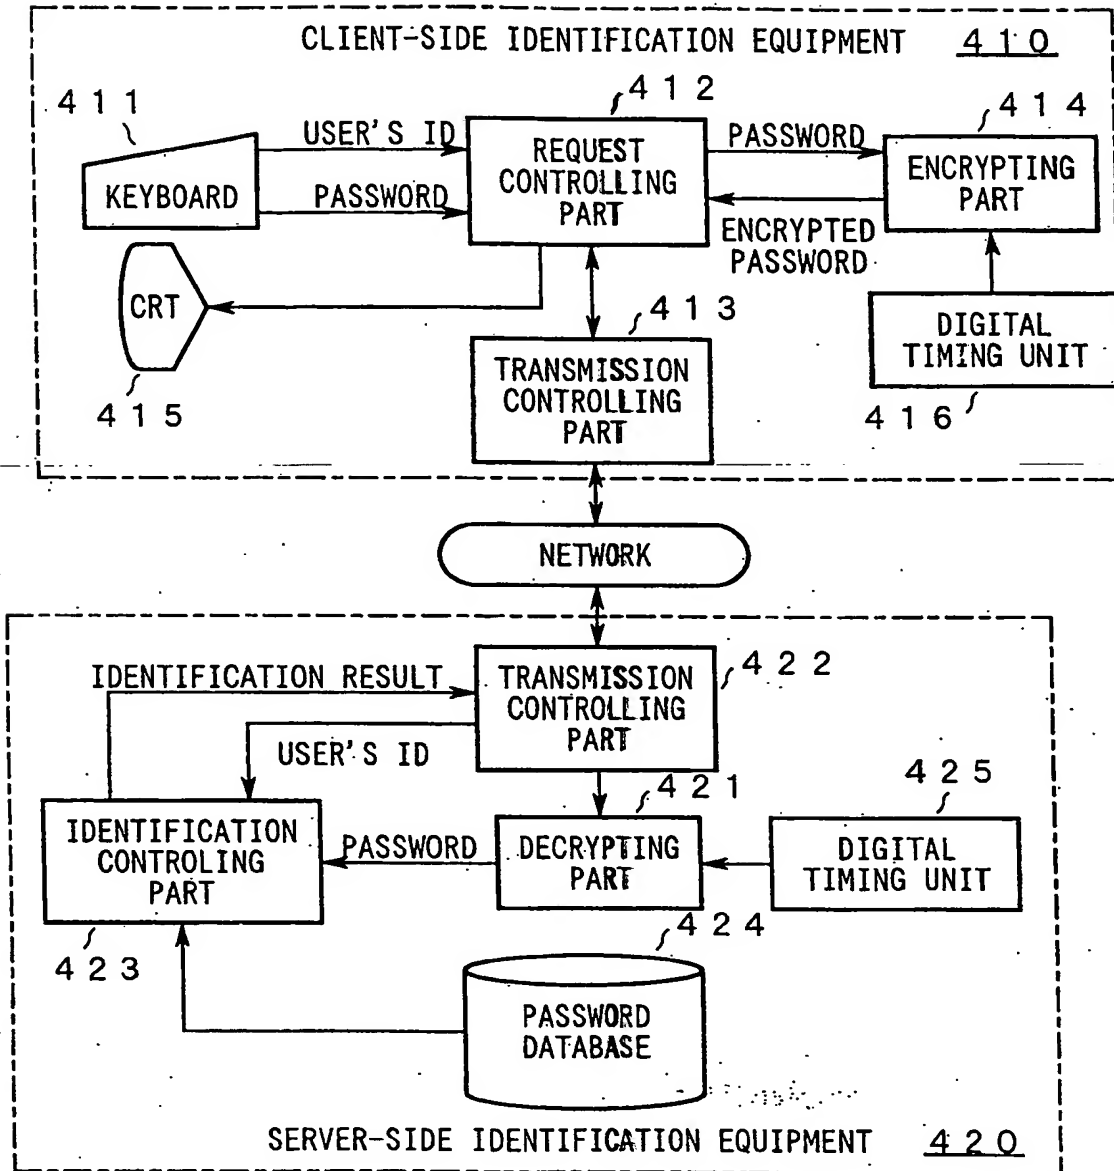 CLIENT-SIDE IDENTIFICATION EQUIPMENT 410
411
412
414
USER'S ID
PASSWORD
KEYBOARD
PASSWORD
REQUEST
CONTROLLING
PART
ENCRYPTING
PART
ENCRYPTED
PASSWORD
CRT
413
DIGITAL
TIMING UNIT
415
TRANSMISSION
CONTROLLING
PART
416
NETWORK
IDENTIFICATION RESULT
TRANSMISSION
CONTROLLING
PART
422
USER'S ID
421
425
IDENTIFICATION
CONTROLING
PART
PASSWORD
DECRYPTING
PART
DIGITAL
TIMING UNIT
423
424
PASSWORD
DATABASE
SERVER-SIDE IDENTIFICATION EQUIPMENT 420